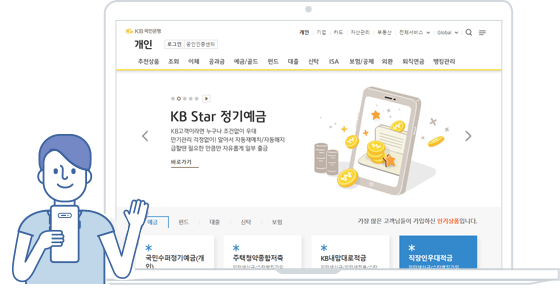 KB 국민은행
개인 기업 카드 자산관리 부동산 전체서비스 Global
개인
로그인 공인인증센터
추천상품 조회 이체 공과금 예금/골드 펀드 대출 신탁 ISA 보험/공제 외환 퇴직연금 뱅킹관리
KB Star 정기예금
KB고객이라면 누구나 조건없이 우대
만기관리 걱정없이! 알아서 자동재예치/자동해지
급할땐 필요한 만큼만 자유롭게 일부 출금
바로가기
예금 펀드 대출 신탁 보험
가장 많은 고객님들이 가입하신 인기상품입니다.
국민수퍼정기예금(개인)
주택청약종합저축
KB내맘대로적금
직장인우대적금